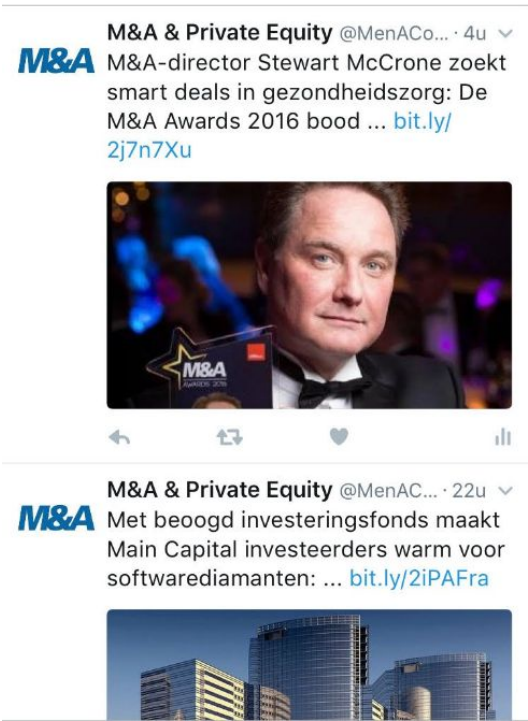 M&A & Private Equity @MenACo... · 4u
M&A
M&A-director Stewart McCrone zoekt
smart deals in gezondheidszorg: De
M&A Awards 2016 bood ... bit.ly/
2j7n7Xu
M&A
AWARDS 2016
M&A & Private Equity @MenAC... · 22u
M&A
Met beoogd investeringsfonds maakt
Main Capital investeerders warm voor
softwarediamanten: ... bit.ly/2iPAFra